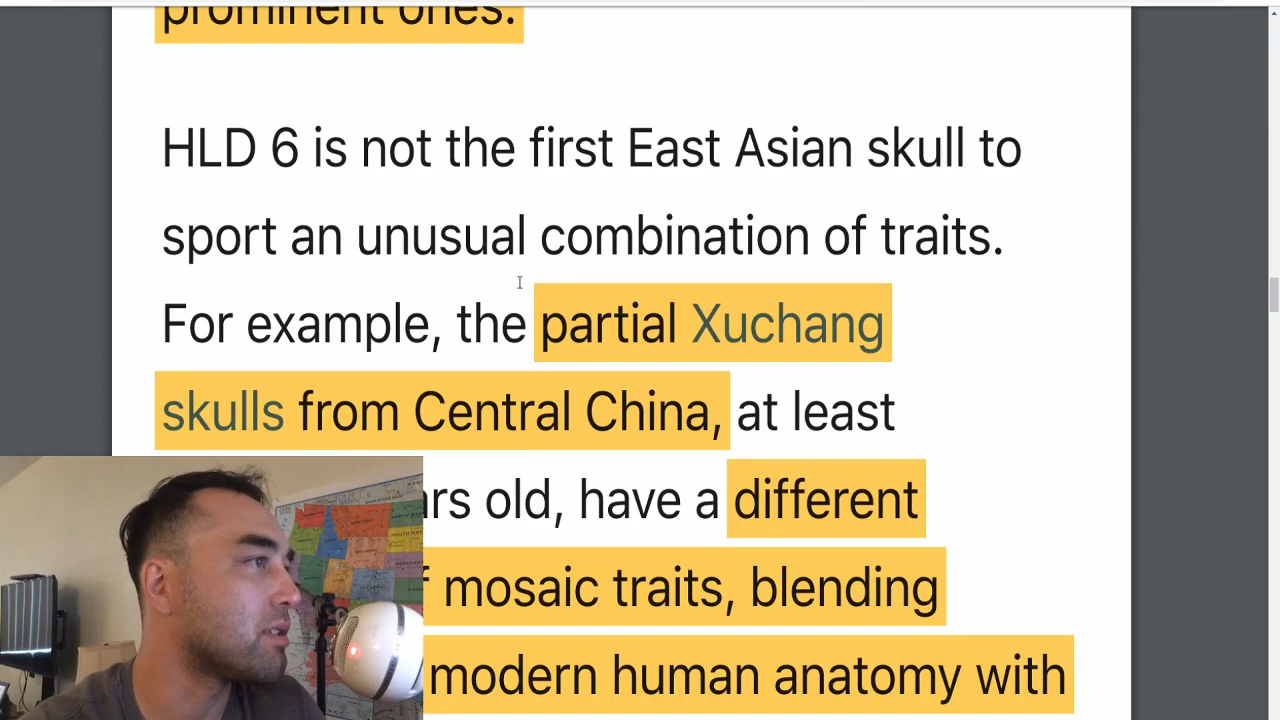 prominent ones.
HLD 6 is not the first East Asian skull to
sport an unusual combination of traits.
For example, the partial Xuchang
skulls from Central China, at least
ars old, have a different
f mosaic traits, blending
modern human anatomy with